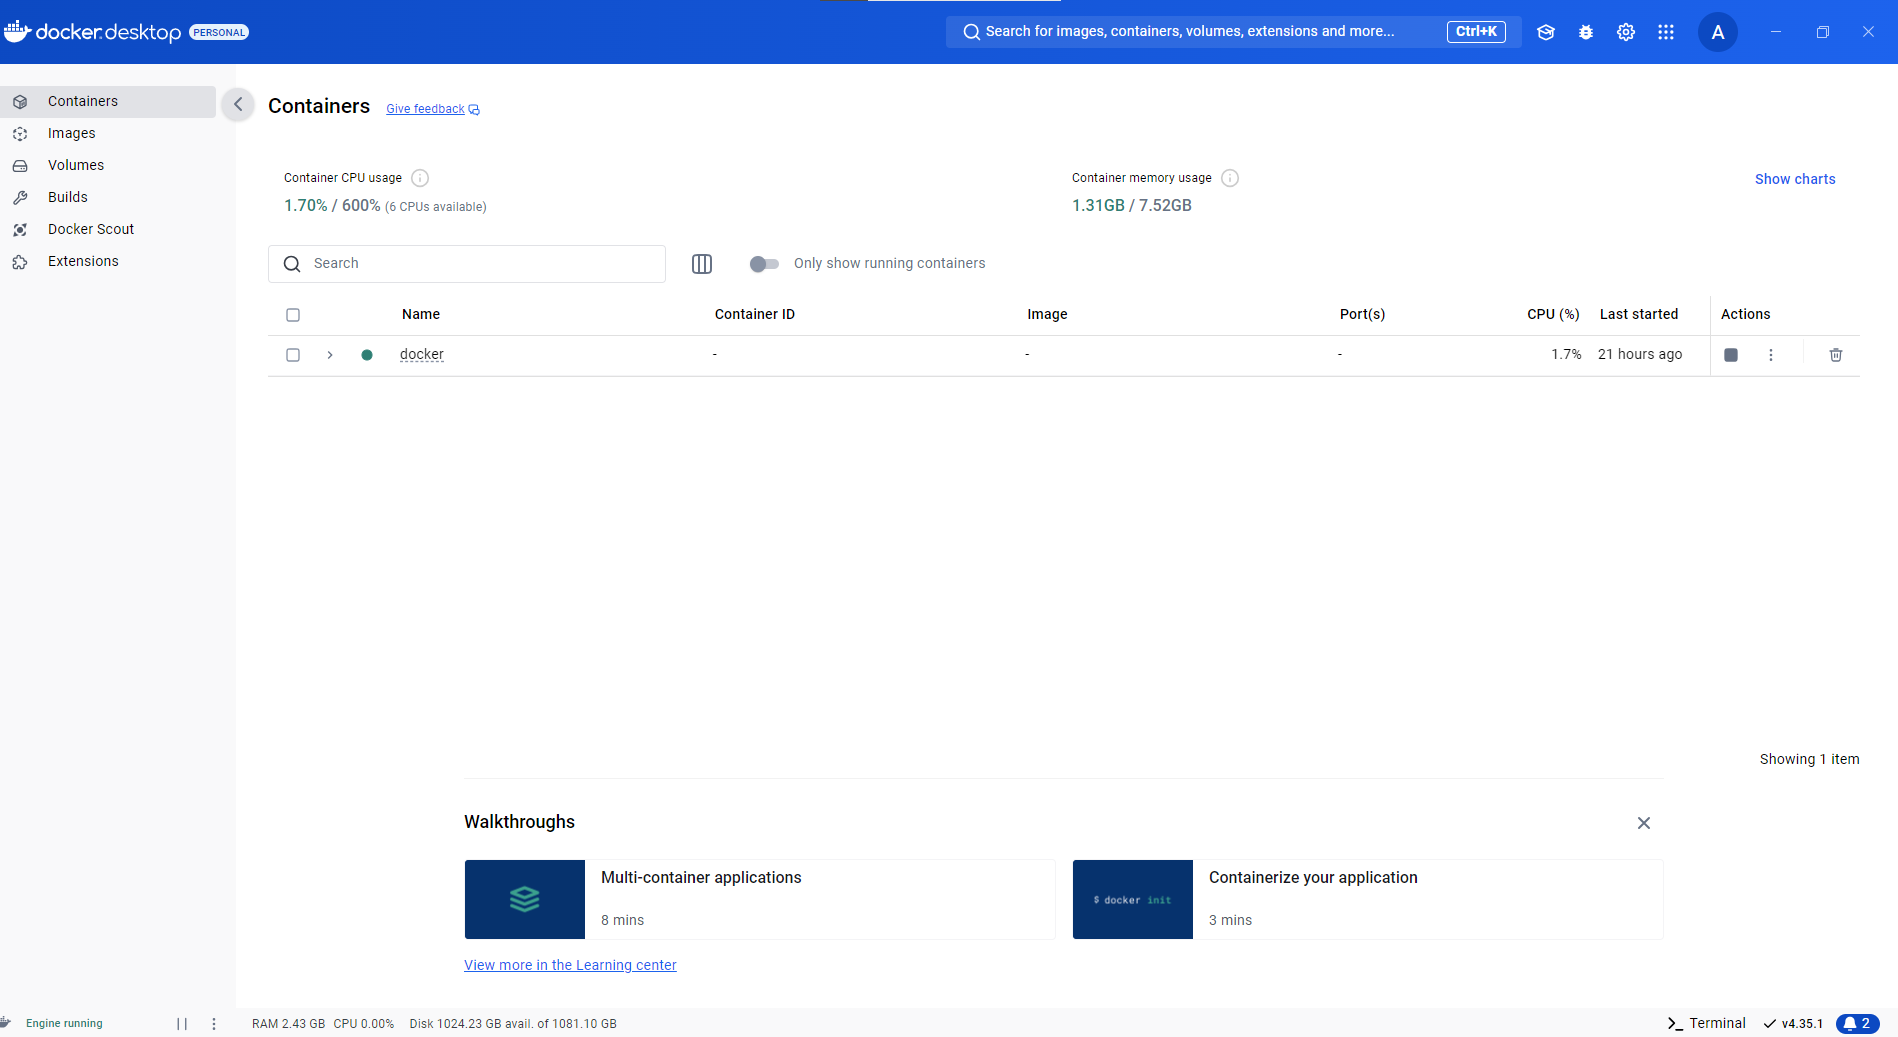 docker.desktop PERSONAL
Search for images, containers, volumes, extensions and more... Ctrl+K
A
Containers
Images
Volumes
Builds
Docker Scout
Extensions
Containers Give feedback
Container CPU usage
1.70% / 600% (6 CPUs available)
Container memory usage
1.31GB / 7.52GB
Show charts
Search
Only show running containers
Name Container ID Image Port(s) CPU (%) Last started Actions
docker - - - 1.7% 21 hours ago
Showing 1 item
Walkthroughs
$ docker init
Multi-container applications
8 mins
Containerize your application
3 mins
View more in the Learning center
Engine running
RAM 2.43 GB CPU 0.00% Disk 1024.23 GB avail. of 1081.10 GB
Terminal v4.35.1 2